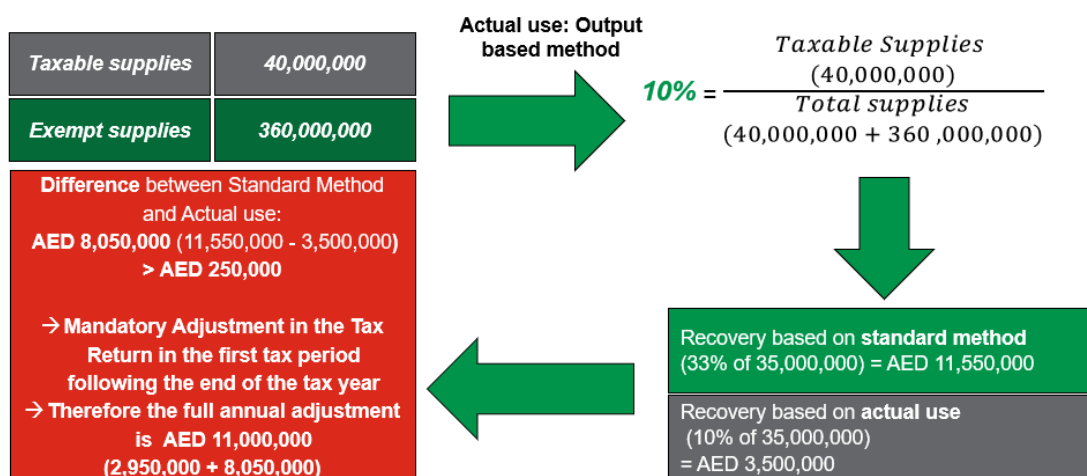 Taxable supplies 40,000,000
Exempt supplies 360,000,000
Actual use: Output
based method
10% = Taxable Supplies
(40,000,000)
Total supplies
(40,000,000 + 360 ,000,000)
Recovery based on standard method
(33% of 35,000,000) = AED 11,550,000
Recovery based on actual use
(10% of 35,000,000)
= AED 3,500,000
Difference between Standard Method
and Actual use:
AED 8,050,000 (11,550,000 - 3,500,000)
> AED 250,000
→ Mandatory Adjustment in the Tax
Return in the first tax period
following the end of the tax year
→ Therefore the full annual adjustment
is AED 11,000,000
(2,950,000 + 8,050,000)